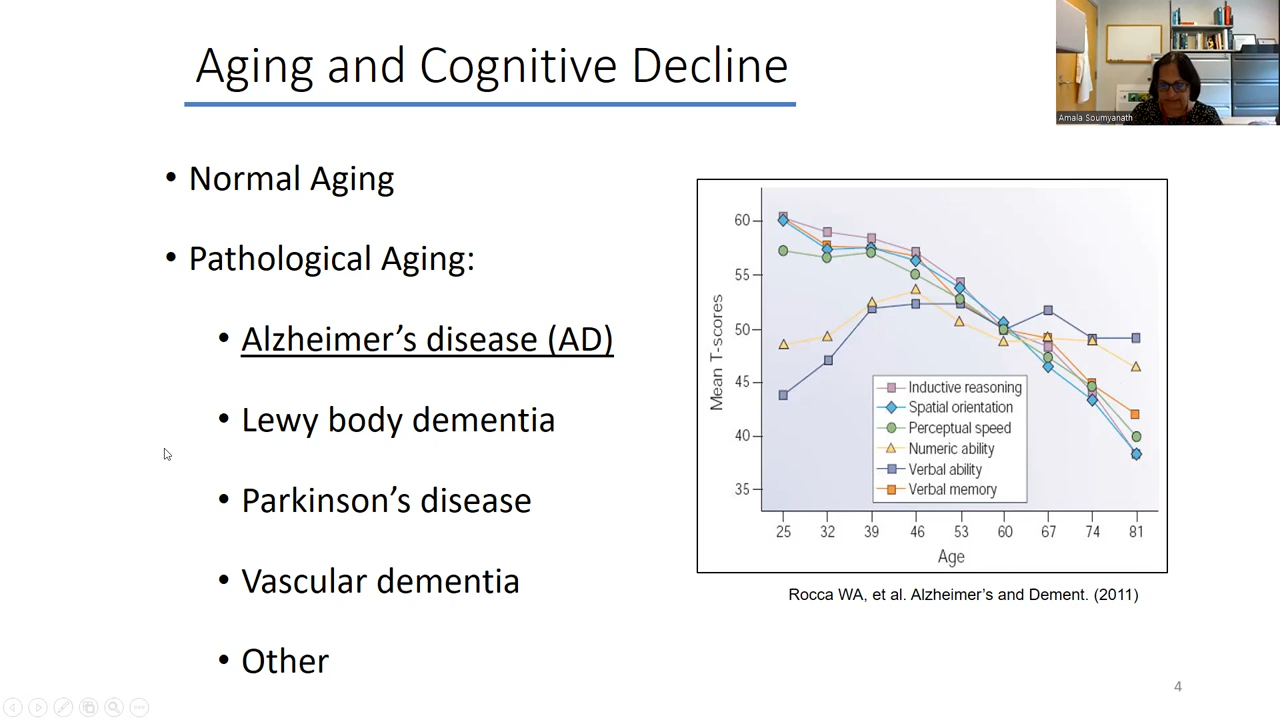 Aging and Cognitive Decline
Amala Soumyanath
• Normal Aging
• Pathological Aging:
• Alzheimer’s disease (AD)
• Lewy body dementia
• Parkinson’s disease
• Vascular dementia
• Other
Mean T-scores
60
55
50
45
40
35
Inductive reasoning
Spatial orientation
Perceptual speed
Numeric ability
Verbal ability
Verbal memory
25 32 39 46 53 60 67 74 81
Age
Rocca WA, et al. Alzheimer’s and Dement. (2011)
4